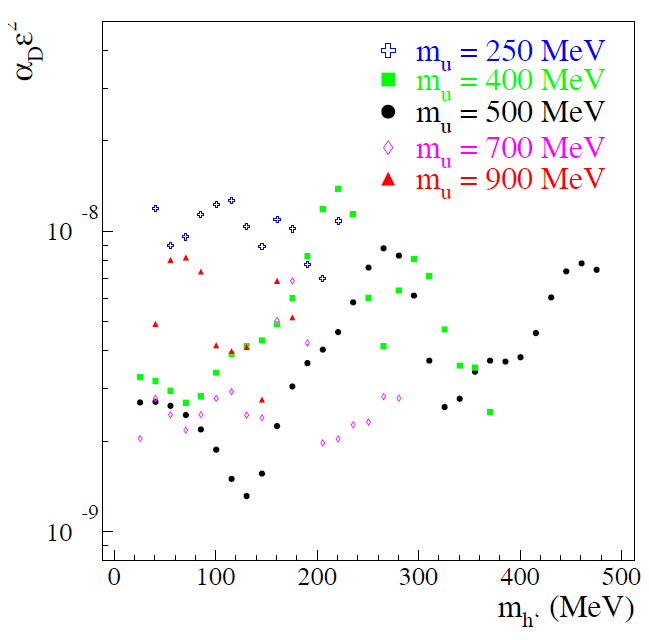 α_D ε²
m_u = 250 MeV
m_u = 400 MeV
m_u = 500 MeV
m_u = 700 MeV
m_u = 900 MeV
10^-8
10^-9
0 100 200 300 400 500
m_h‘ (MeV)